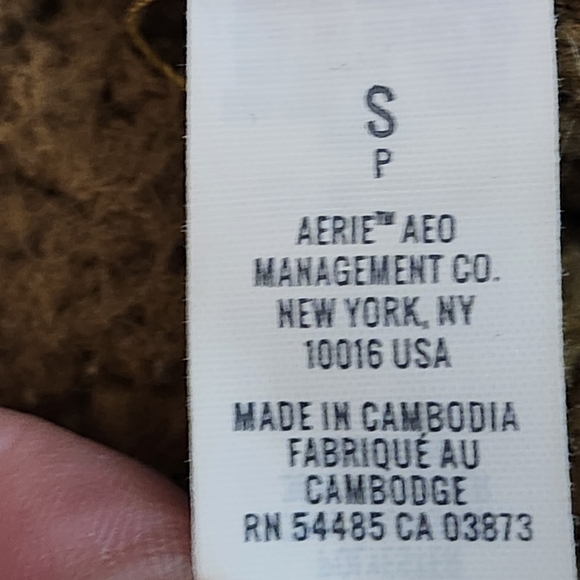 S
P
AERIE™ AEO
MANAGEMENT CO.
NEW YORK, NY
10016 USA
MADE IN CAMBODIA
FABRIQUÉ AU
CAMBODGE
RN 54485 CA 03873